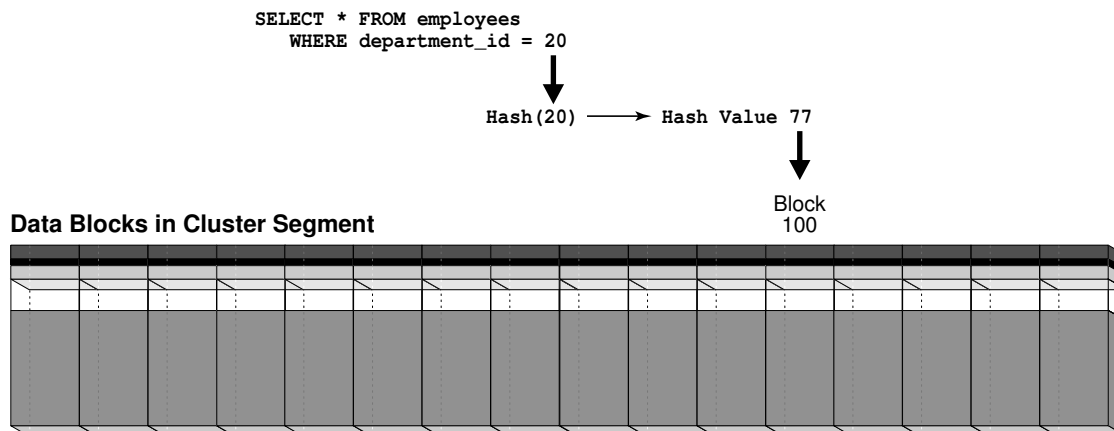 SELECT * FROM employees
WHERE department_id = 20
Hash(20)
Hash Value 77
Block
100
Data Blocks in Cluster Segment